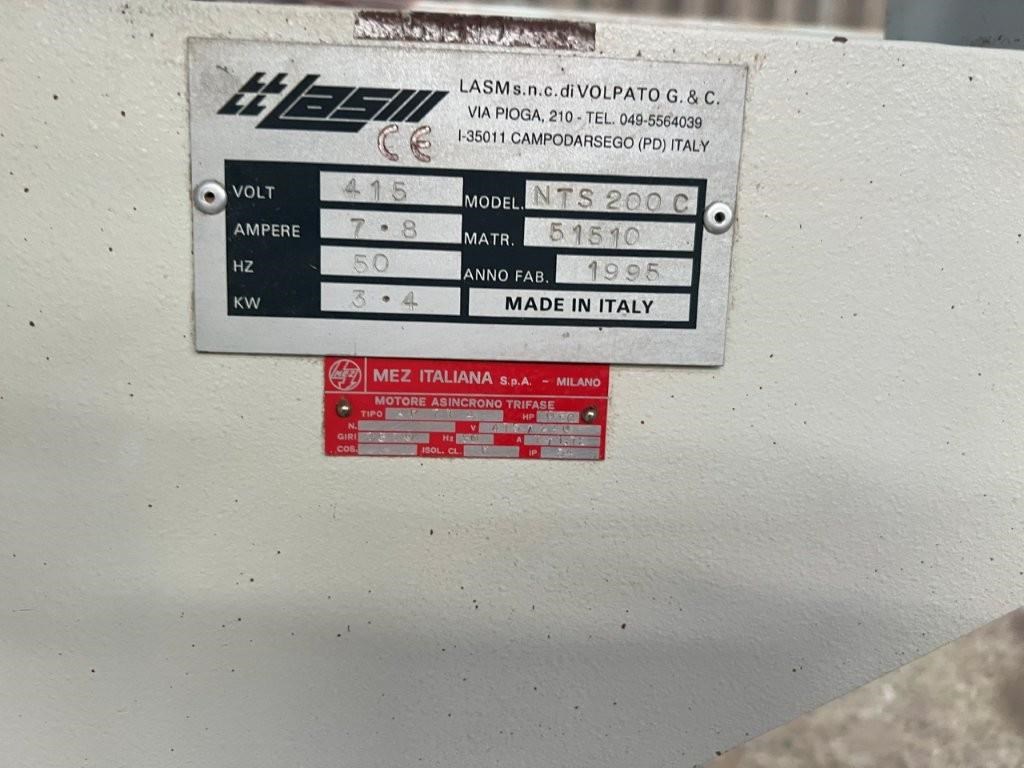 Lasm
LASM s.n.c. di VOLPATO G. & C.
VIA PIOGA, 210 - TEL. 049-5564039
I-35011 CAMPODARSEGO (PD) ITALY
CE
VOLT 415 MODEL. NTS 200 C
AMPERE 7.8 MATR. 51510
HZ 50 ANNO FAB. 1995
KW 3.4 MADE IN ITALY
MEZ MEZ ITALIANA S.p.A. - MILANO
MOTORE ASINCRONO TRIFASE
TIPO HP
N. V
GIRI Hz A
COS. ISOL. CL. IP